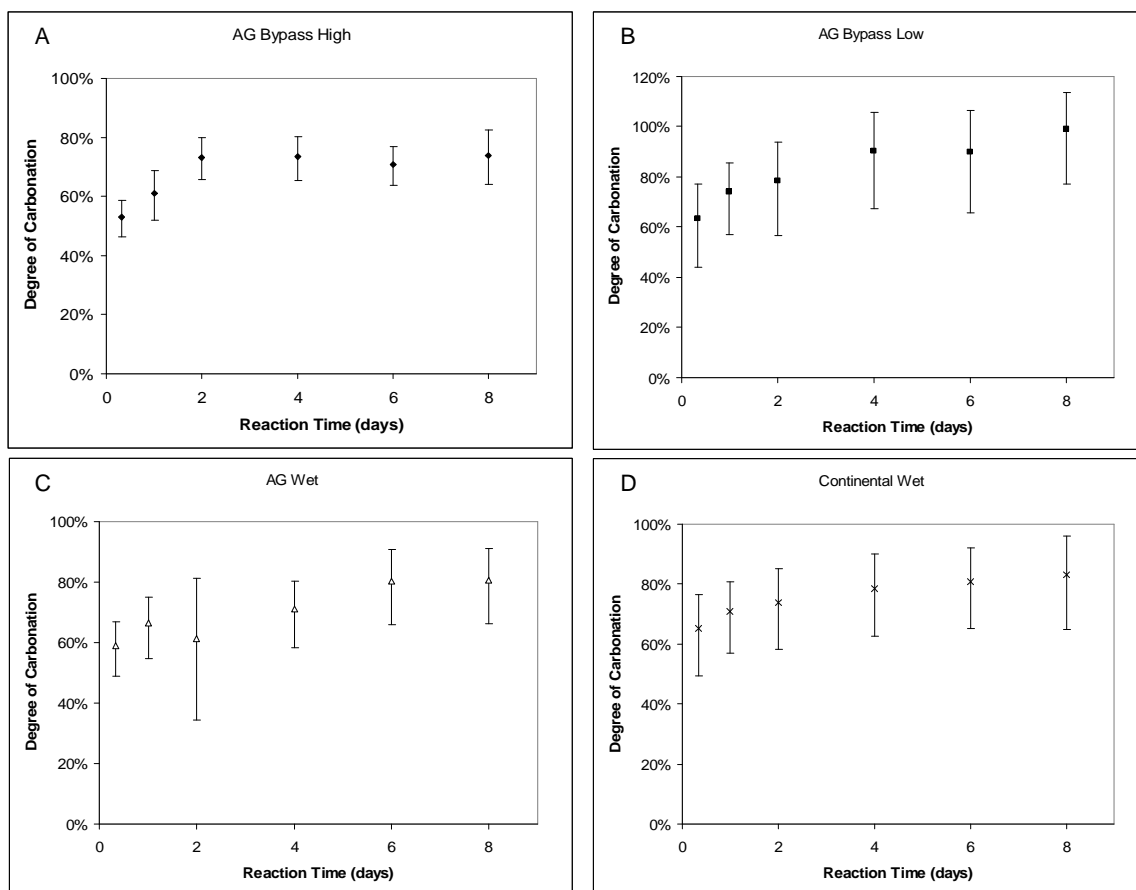 A
AG Bypass High
100%
80%
60%
40%
20%
0%
Degree of Carbonation
0 2 4 6 8
Reaction Time (days)
B
AG Bypass Low
120%
100%
80%
60%
40%
20%
0%
Degree of Carbonation
0 2 4 6 8
Reaction Time (days)
C
AG Wet
100%
80%
60%
40%
20%
0%
Degree of Carbonation
0 2 4 6 8
Reaction Time (days)
D
Continental Wet
100%
80%
60%
40%
20%
0%
Degree of Carbonation
0 2 4 6 8
Reaction Time (days)